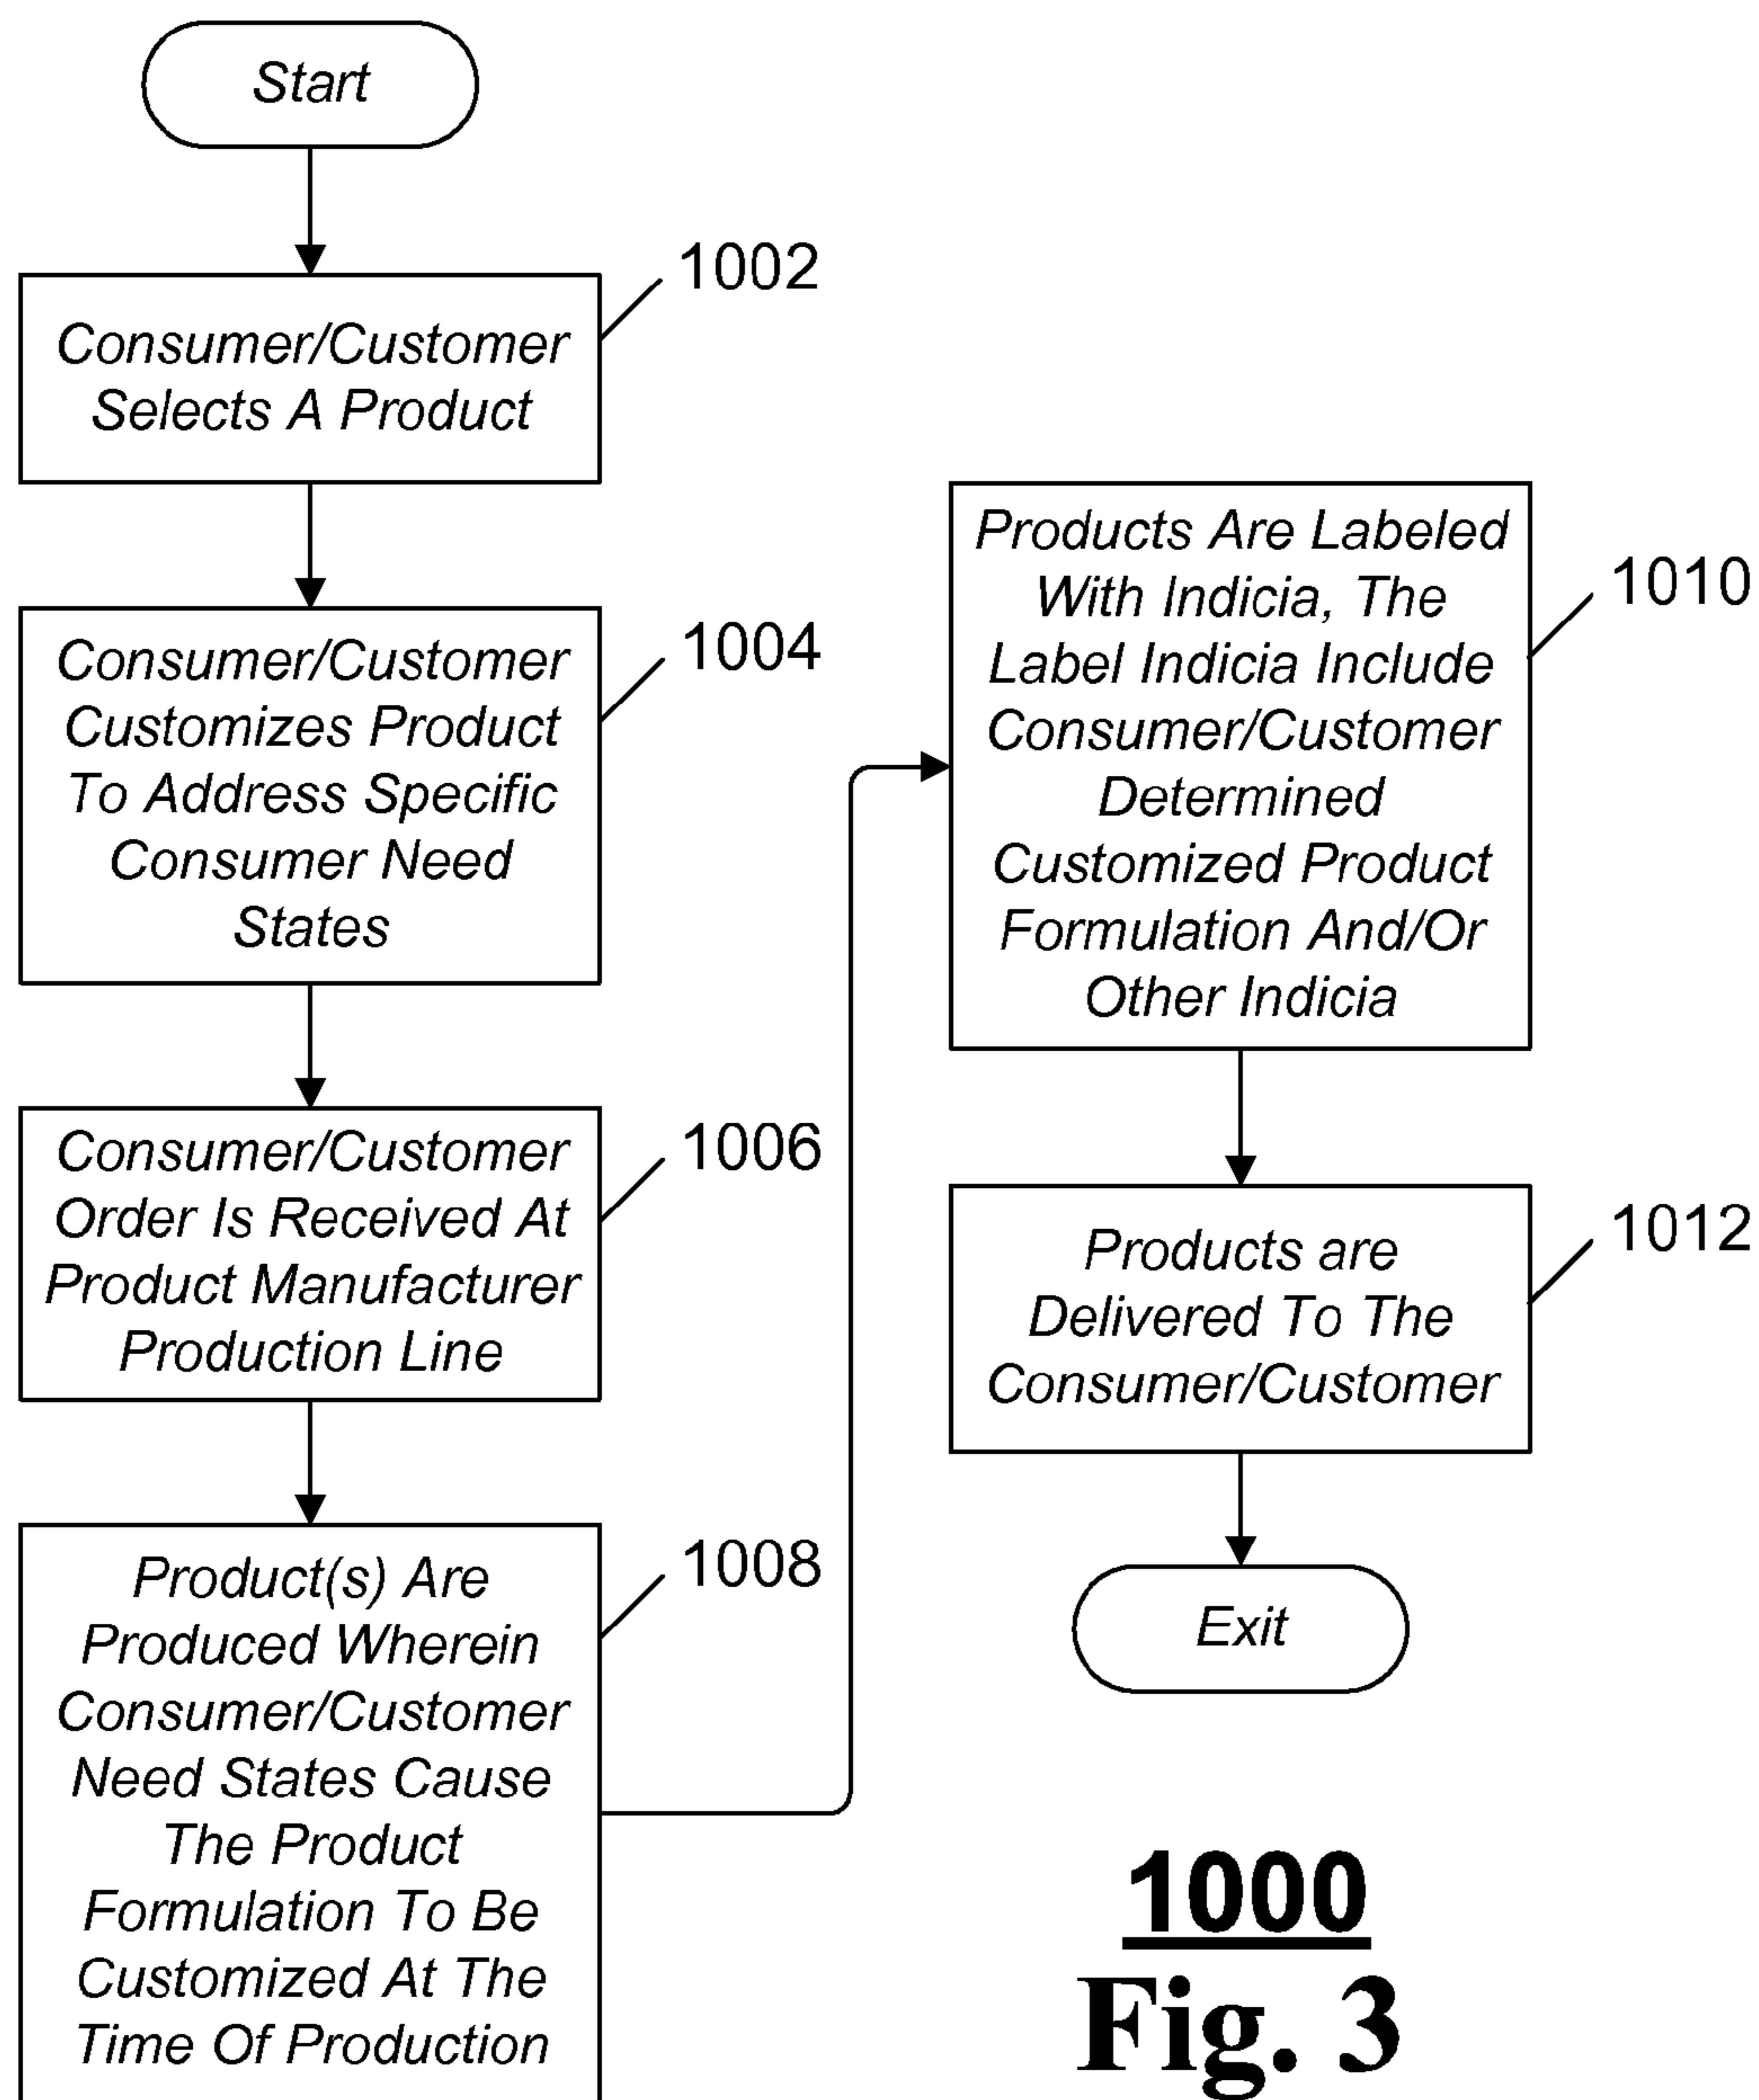 Start
1002
Consumer/Customer
Selects A Product
1004
Consumer/Customer
Customizes Product
To Address Specific
Consumer Need
States
1006
Consumer/Customer
Order Is Received At
Product Manufacturer
Production Line
1008
Product(s) Are
Produced Wherein
Consumer/Customer
Need States Cause
The Product
Formulation To Be
Customized At The
Time Of Production
1010
Products Are Labeled
With Indicia, The
Label Indicia Include
Consumer/Customer
Determined
Customized Product
Formulation And/Or
Other Indicia
1012
Products are
Delivered To The
Consumer/Customer
Exit
1000
Fig. 3